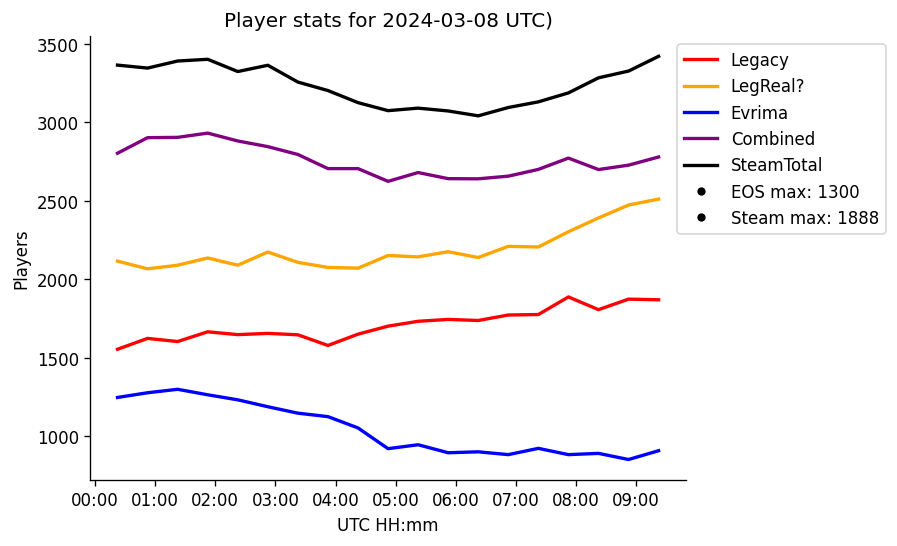 Player stats for 2024-03-08 UTC)
3500
3000
2500
2000
1500
1000
Players
00:00 01:00 02:00 03:00 04:00 05:00 06:00 07:00 08:00 09:00
UTC HH:mm
Legacy
LegReal?
Evrima
Combined
SteamTotal
EOS max: 1300
Steam max: 1888